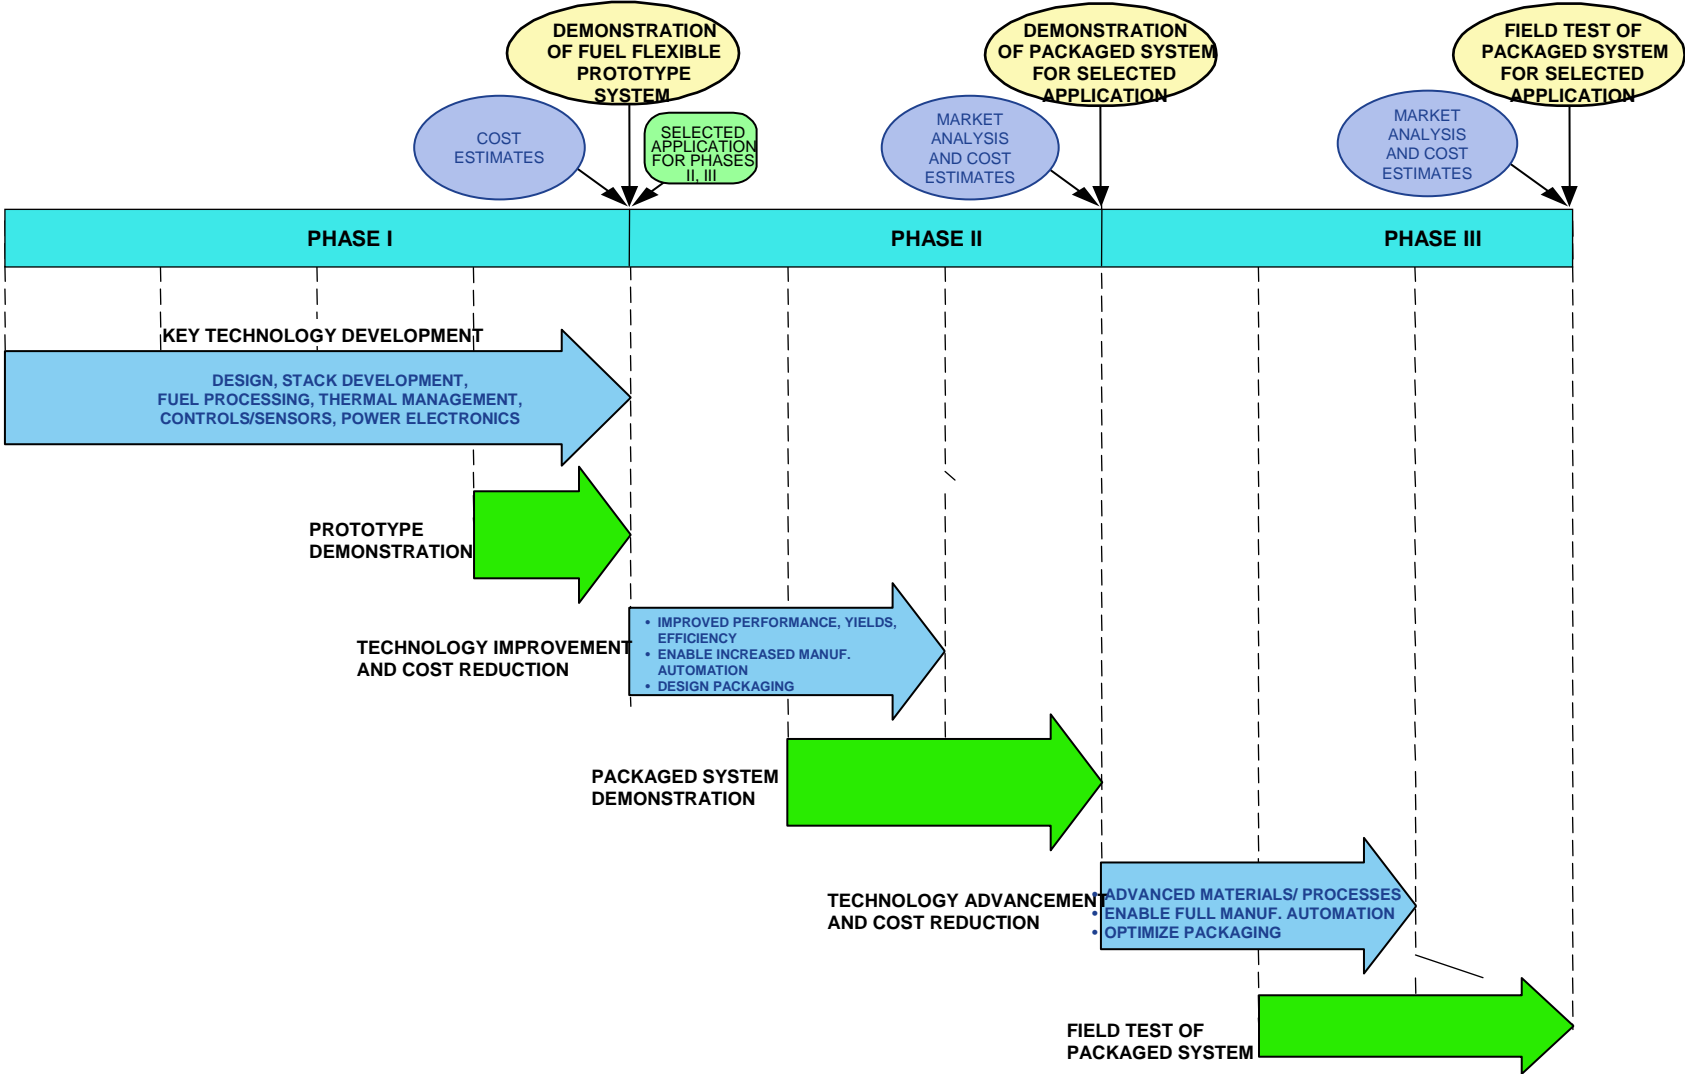 DEMONSTRATION
OF FUEL FLEXIBLE
PROTOTYPE
SYSTEM
DEMONSTRATION
OF PACKAGED SYSTEM
FOR SELECTED
APPLICATION
FIELD TEST OF
PACKAGED SYSTEM
FOR SELECTED
APPLICATION
COST
ESTIMATES
SELECTED
APPLICATION
FOR PHASES
II, III
MARKET
ANALYSIS
AND COST
ESTIMATES
MARKET
ANALYSIS
AND COST
ESTIMATES
PHASE I
PHASE II
PHASE III
KEY TECHNOLOGY DEVELOPMENT
DESIGN, STACK DEVELOPMENT,
FUEL PROCESSING, THERMAL MANAGEMENT,
CONTROLS/SENSORS, POWER ELECTRONICS
PROTOTYPE
DEMONSTRATION
TECHNOLOGY IMPROVEMENT
AND COST REDUCTION
• IMPROVED PERFORMANCE, YIELDS,
EFFICIENCY
• ENABLE INCREASED MANUF.
AUTOMATION
• DESIGN PACKAGING
PACKAGED SYSTEM
DEMONSTRATION
TECHNOLOGY ADVANCEMENT
AND COST REDUCTION
• ADVANCED MATERIALS/ PROCESSES
• ENABLE FULL MANUF. AUTOMATION
• OPTIMIZE PACKAGING
FIELD TEST OF
PACKAGED SYSTEM